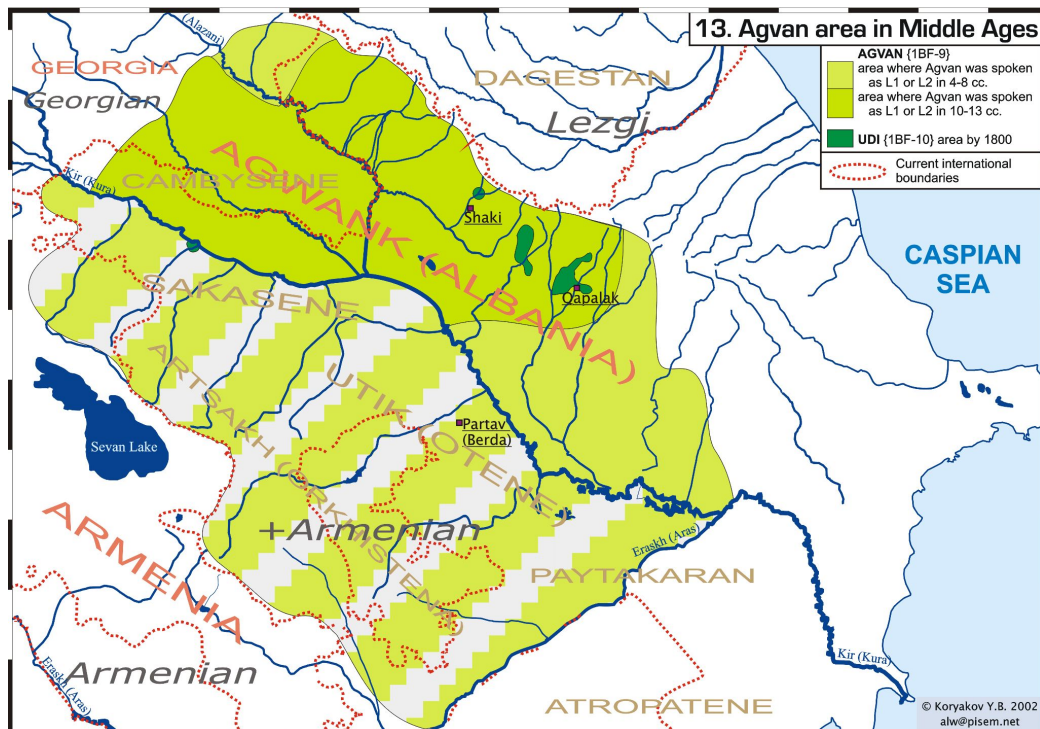 13. Agvan area in Middle Ages
AGVAN {1BF-9}
area where Agvan was spoken
as L1 or L2 in 4-8 cc.
area where Agvan was spoken
as L1 or L2 in 10-13 cc.
UDI {1BF-10} area by 1800
Current international
boundaries
(Alazani)
GEORGIA
Georgian
DAGESTAN
Lezgi
Kir (Kura)
CAMBYSENE
AGWANK (ALBANIA)
Shaki
Qapalak
CASPIAN
SEA
SAKASENE
ARTSAKH (ORKHISTENA)
UTIK (OTENE)
Partav
(Berda)
Sevan Lake
+Armenian
ARMENIA
Eraskh (Aras)
PAYTAKARAN
Armenian
Eraskh (Aras)
Kir (Kura)
ATROPATENE
© Koryakov Y.B. 2002
alw@pisem.net